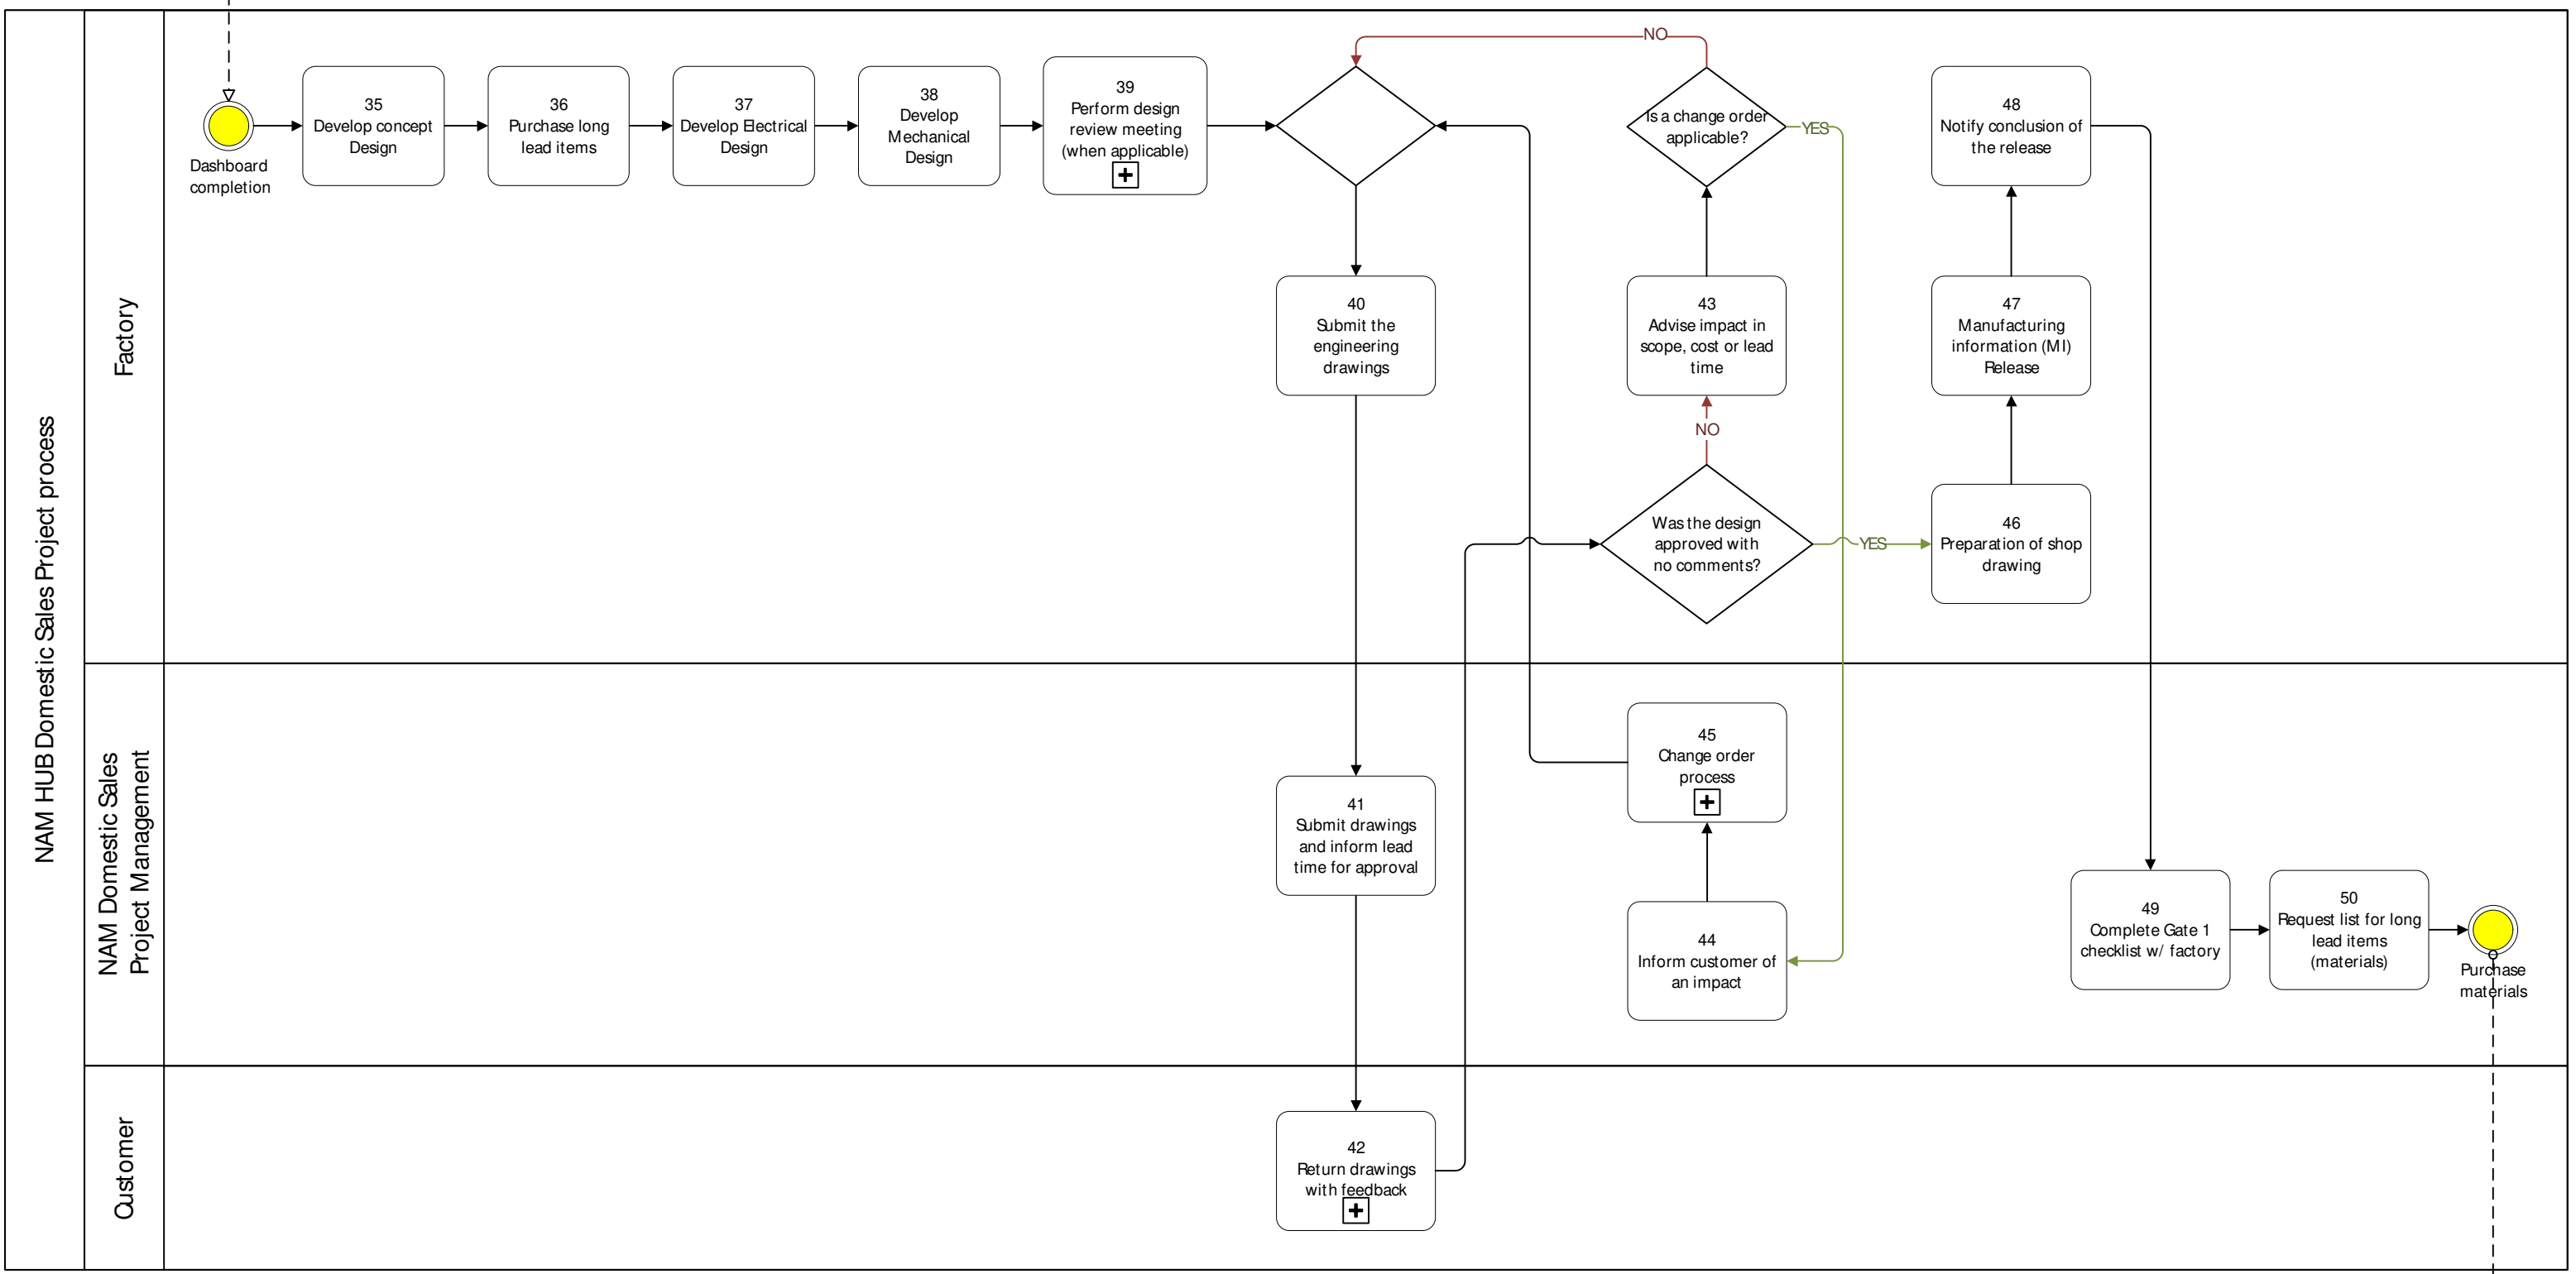 NAM HUB Domestic Sales Project process
Factory
Dashboard
completion
35
Develop concept
Design
36
Purchase long
lead items
37
Develop Electrical
Design
38
Develop
Mechanical
Design
39
Perform design
review meeting
(when applicable)
NO
Is a change order
applicable?
YES
48
Notify conclusion of
the release
40
Submit the
engineering
drawings
43
Advise impact in
scope, cost or lead
time
47
Manufacturing
information (MI)
Release
NO
Was the design
approved with
no comments?
YES
46
Preparation of shop
drawing
NAM Domestic Sales
Project Management
41
Submit drawings
and inform lead
time for approval
45
Change order
process
44
Inform customer of
an impact
49
Complete Gate 1
checklist w/ factory
50
Request list for long
lead items
(materials)
Purchase
materials
Customer
42
Return drawings
with feedback